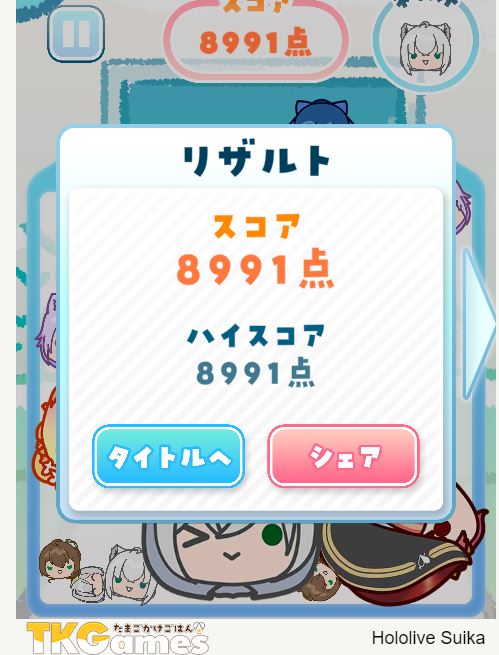 スコア
8991点
リザルト
スコア
8991点
ハイスコア
8991点
タイトルへ
シェア
たまごかけごはん
TKGames
Hololive Suika